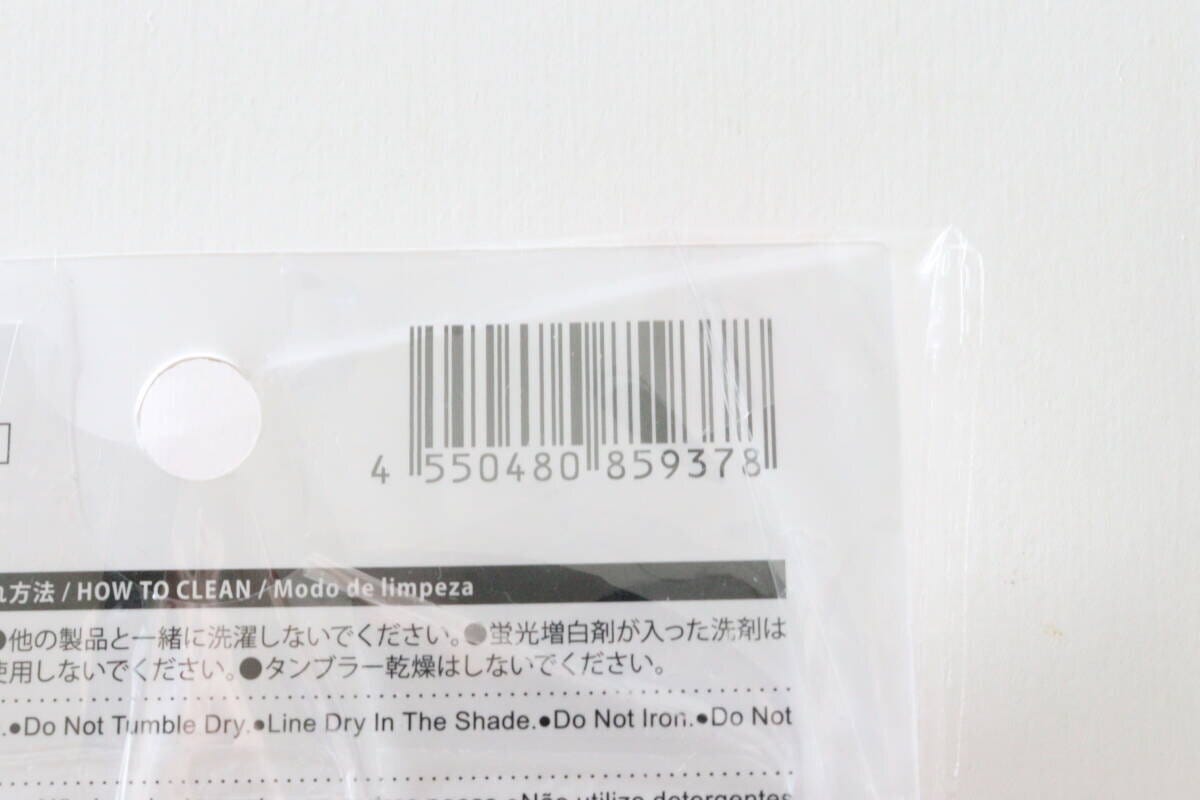 4 550480 859378
方法 / HOW TO CLEAN / Modo de limpeza
●他の製品と一緒に洗濯しないでください。●蛍光増白剤が入った洗剤は
使用しないでください。●タンブラー乾燥はしないでください。
.●Do Not Tumble Dry.●Line Dry In The Shade.●Do Not Iron.●Do Not
●Não utilize detergentes